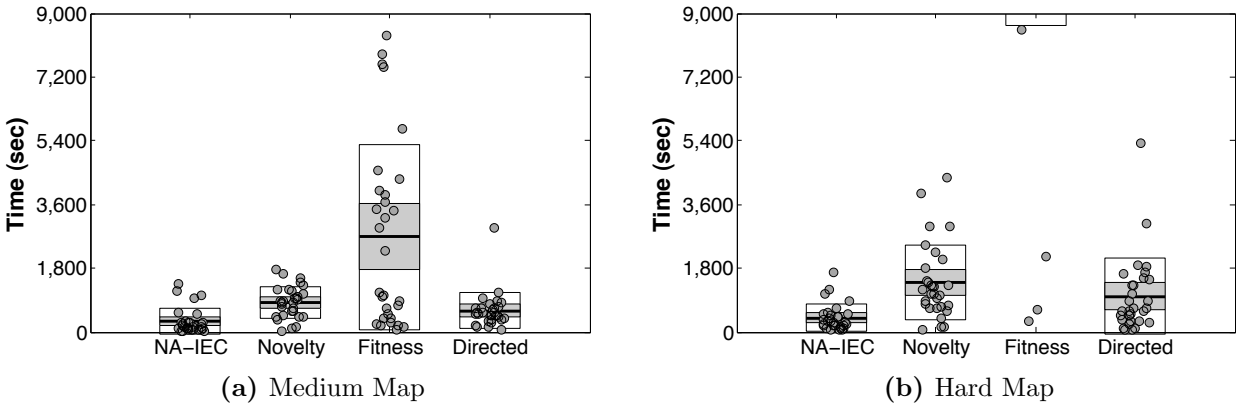 9,000
7,200
5,400
3,600
1,800
0
Time (sec)
NA–IEC Novelty Fitness Directed
(a) Medium Map
9,000
7,200
5,400
3,600
1,800
0
Time (sec)
NA–IEC Novelty Fitness Directed
(b) Hard Map